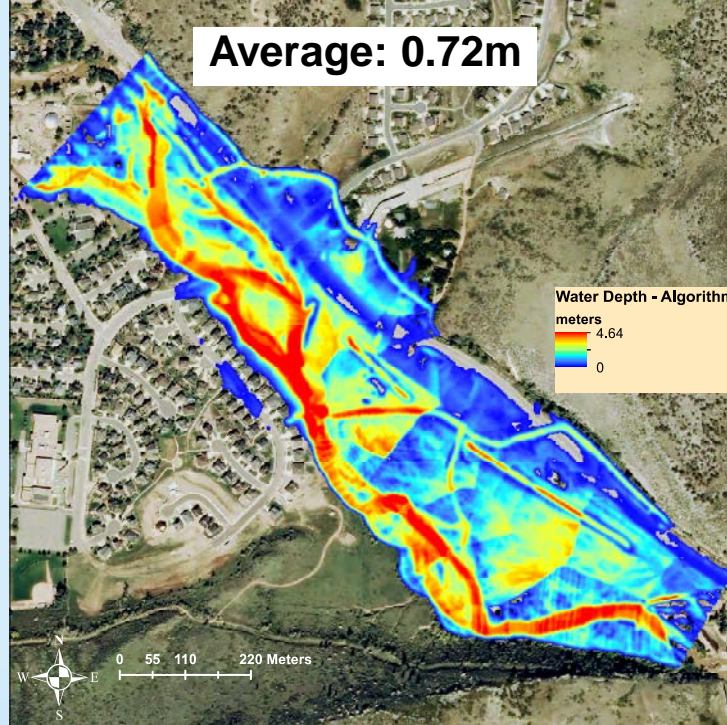 Average: 0.72m
Water Depth - Algorithm
meters
4.64
0
N
W E
S
0 55 110 220 Meters